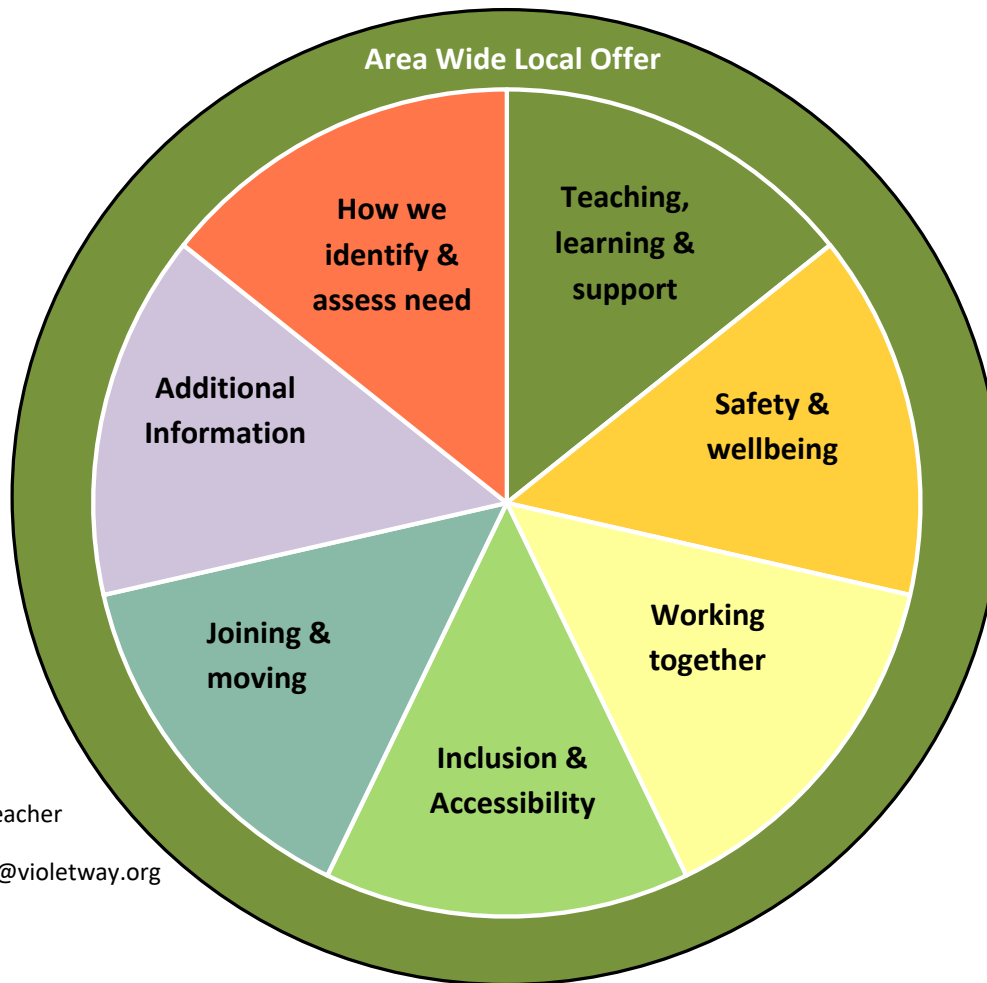 Area Wide Local Offer
How we
identify &
assess need
Teaching,
learning &
support
Safety &
wellbeing
Working
together
Inclusion &
Accessibility
Joining &
moving
Additional
Information
eacher
@violetway.org